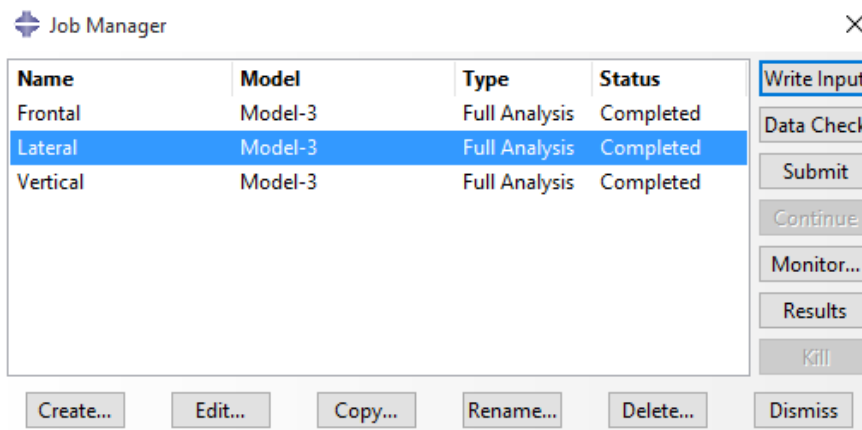 Job Manager
Name Model Type Status
Frontal Model-3 Full Analysis Completed
Lateral Model-3 Full Analysis Completed
Vertical Model-3 Full Analysis Completed
Write Input
Data Check
Submit
Continue
Monitor...
Results
Kill
Create... Edit... Copy... Rename... Delete... Dismiss